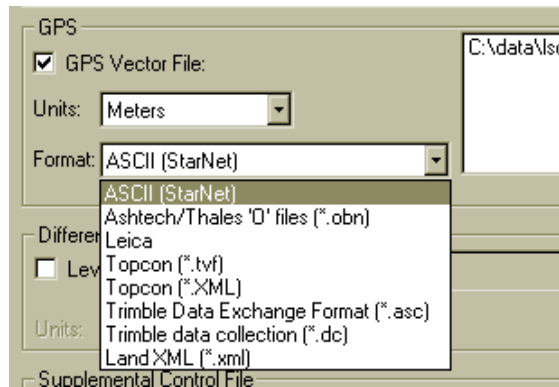 GPS
GPS Vector File:
C:\data\lsd
Units: Meters
Format: ASCII (StarNet)
ASCII (StarNet)
Ashtech/Thales 'O' files (*.obn)
Leica
Topcon (*.tvf)
Topcon (*.XML)
Trimble Data Exchange Format (*.asc)
Trimble data collection (*.dc)
Land XML (*.xml)
Differen
Lev
Units:
Supplemental Control File